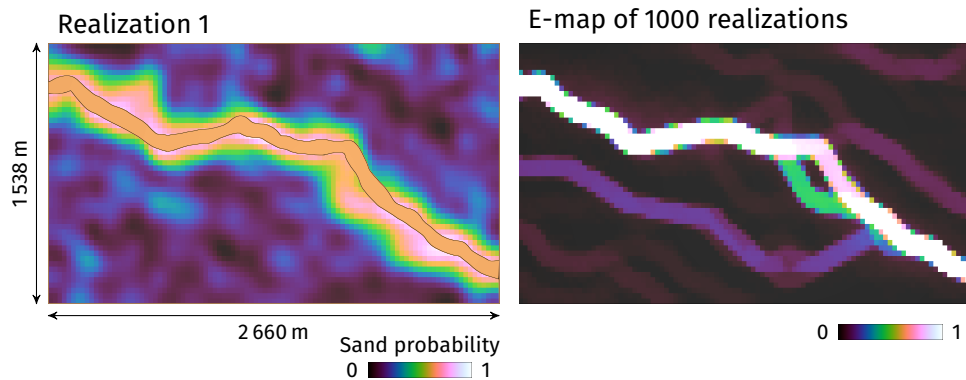 Realization 1
E-map of 1000 realizations
1 538 m
2 660 m
Sand probability
0 1
0 1